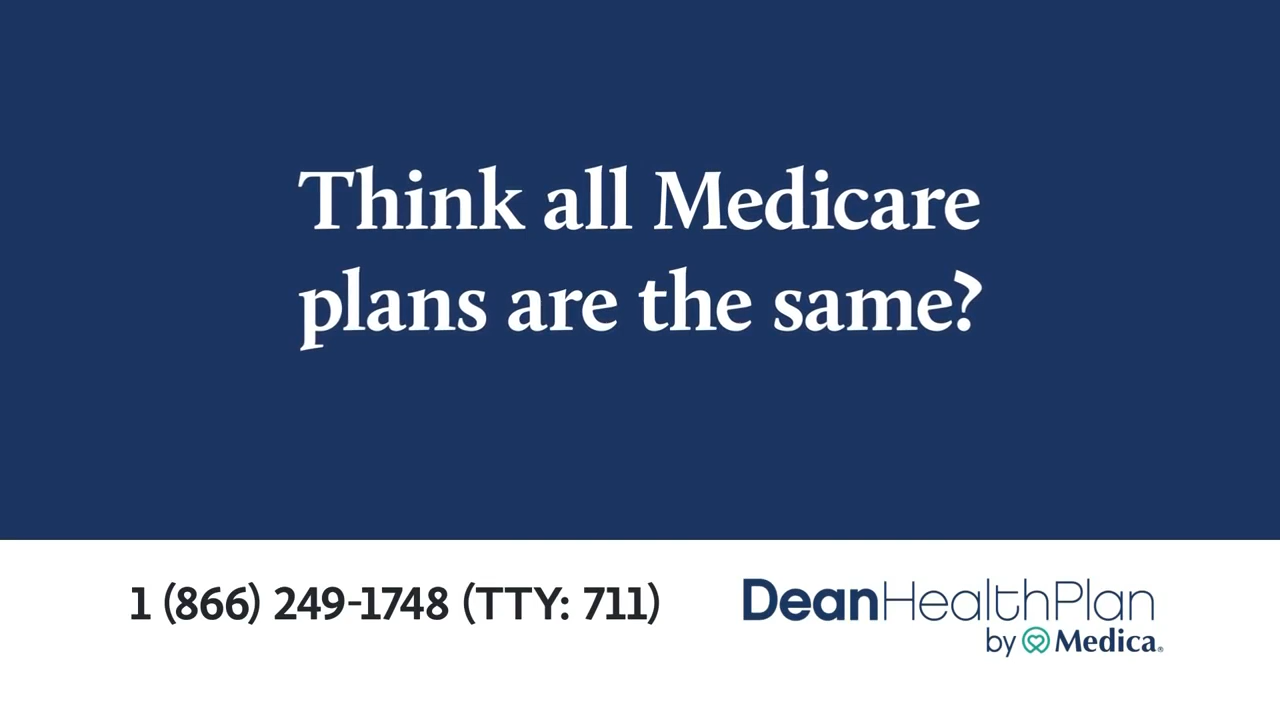 Think all Medicare
plans are the same?
1 (866) 249-1748 (TTY: 711)
DeanHealthPlan
by Medica®